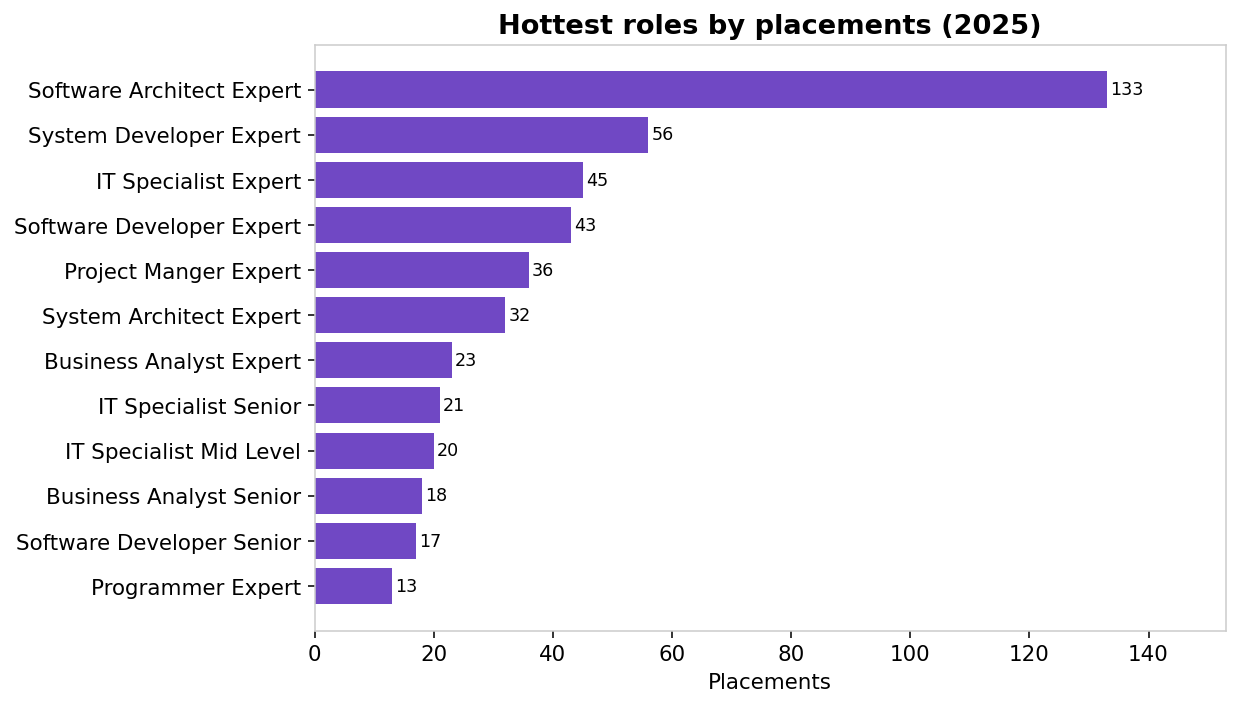 Hottest roles by placements (2025)
Software Architect Expert 133
System Developer Expert 56
IT Specialist Expert 45
Software Developer Expert 43
Project Manger Expert 36
System Architect Expert 32
Business Analyst Expert 23
IT Specialist Senior 21
IT Specialist Mid Level 20
Business Analyst Senior 18
Software Developer Senior 17
Programmer Expert 13
0 20 40 60 80 100 120 140
Placements